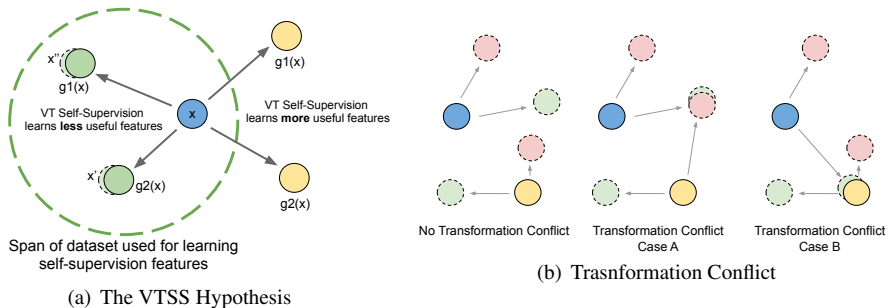 x''
g1(x)
g1(x)
VT Self-Supervision
learns less useful features
x
VT Self-Supervision
learns more useful features
x'
g2(x)
g2(x)
Span of dataset used for learning
self-supervision features
(a) The VTSS Hypothesis
No Transformation Conflict
Transformation Conflict
Case A
Transformation Conflict
Case B
(b) Trasnformation Conflict